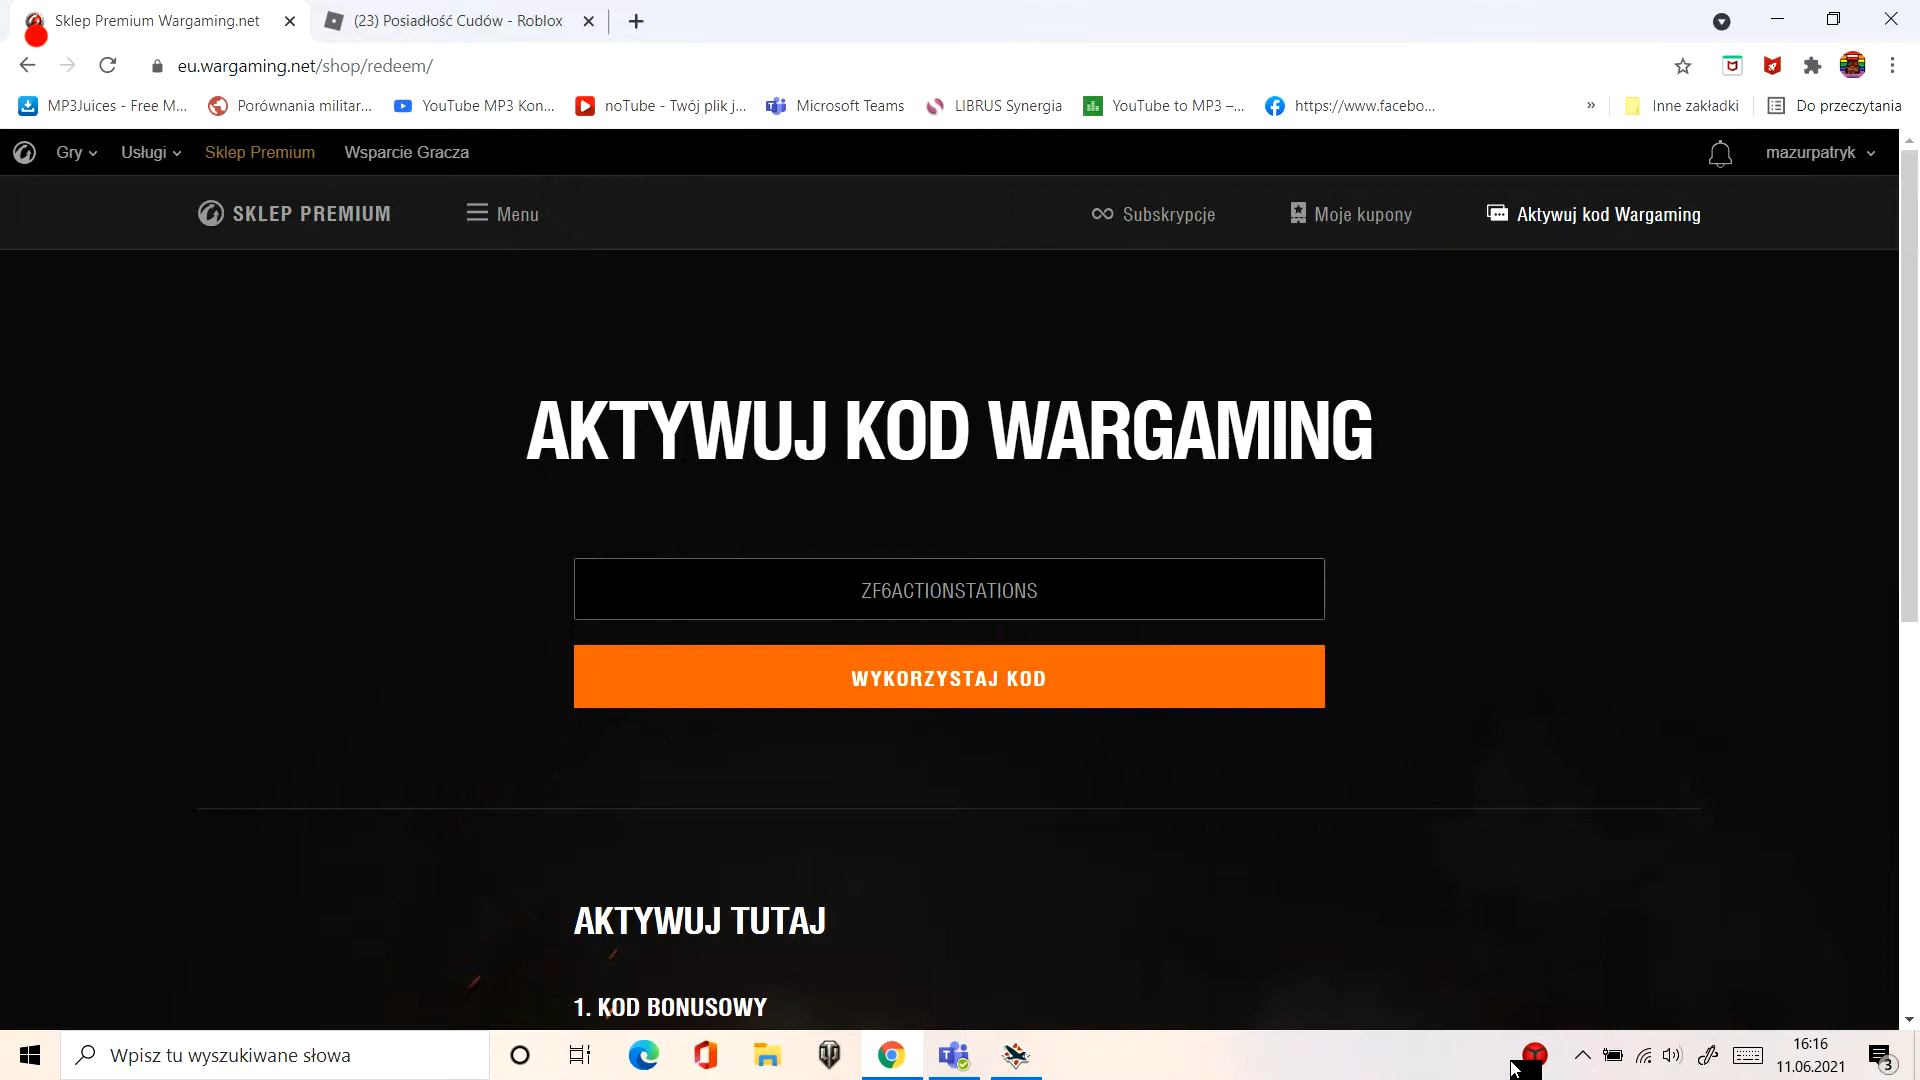 Sklep Premium Wargaming.net
(23) Posiadłość Cudów - Roblox
eu.wargaming.net/shop/redeem/
MP3Juices - Free M...
Porównania militar...
YouTube MP3 Kon...
noTube - Twój plik j...
Microsoft Teams
LIBRUS Synergia
YouTube to MP3 –...
https://www.facebo...
»
Inne zakładki
Do przeczytania
Gry
Usługi
Sklep Premium
Wsparcie Gracza
mazurpatryk
SKLEP PREMIUM
Menu
Subskrypcje
Moje kupony
Aktywuj kod Wargaming
AKTYWUJ KOD WARGAMING
ZF6ACTIONSTATIONS
WYKORZYSTAJ KOD
AKTYWUJ TUTAJ
1. KOD BONUSOWY
Wpisz tu wyszukiwane słowa
16:16
11.06.2021
3